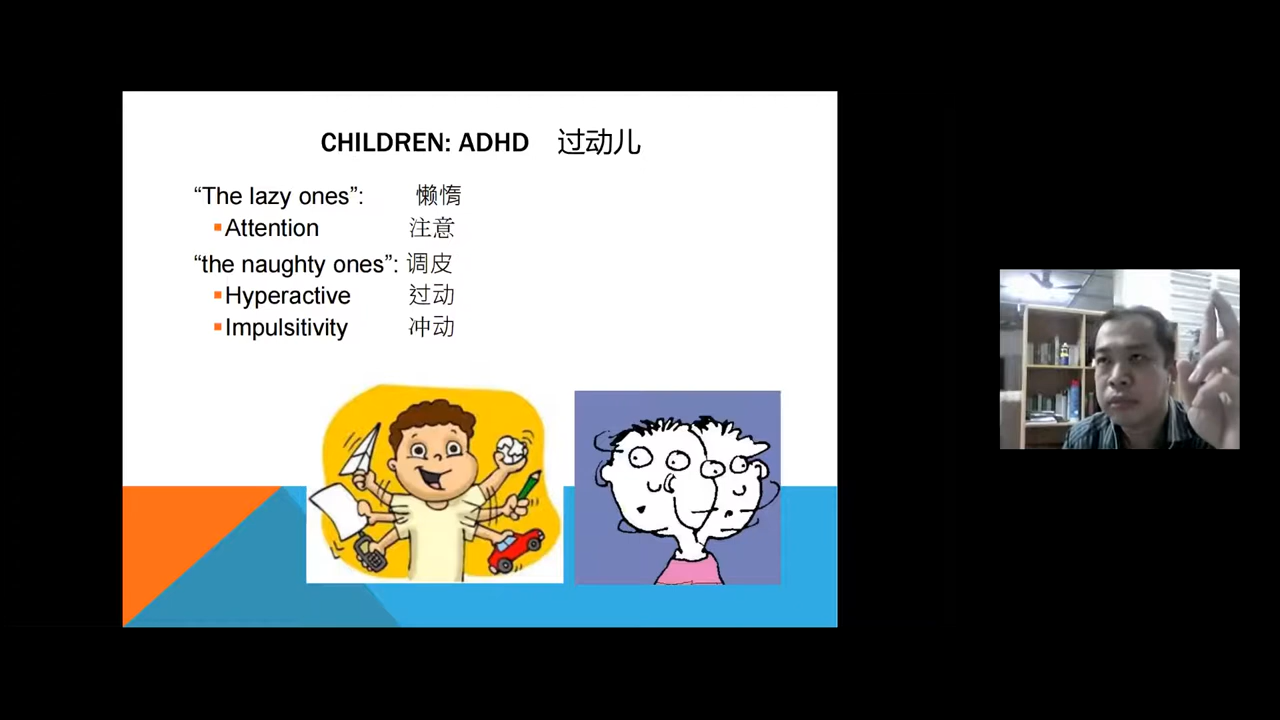 CHILDREN: ADHD 过动儿
“The lazy ones”: 懒惰
Attention 注意
“the naughty ones”: 调皮
Hyperactive 过动
Impulsitivity 冲动